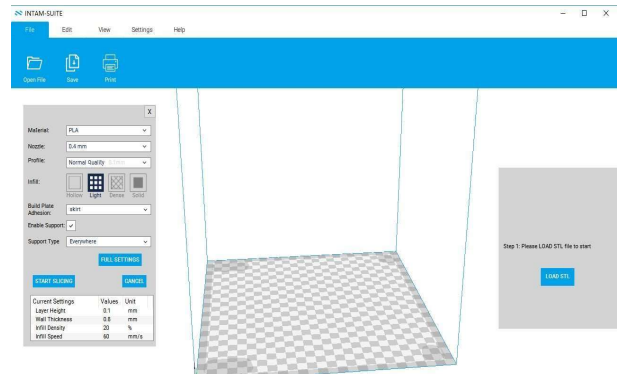 INTAM-SUITE
File Edit View Settings Help
Open File Save Print
X
Material: PLA
Nozzle: 0.4 mm
Profile: Normal Quality
Infill:
Hollow Light Dense Solid
Build Plate Adhesion: skirt
Enable Support:
Support Type Everywhere
FULL SETTINGS
START SLICING CANCEL
Current Settings Values Unit
Layer Height 0.1 mm
Wall Thickness 0.8 mm
Infill Density 20 %
Infill Speed 60 mm/s
Step 1: Please LOAD STL file to start
LOAD STL